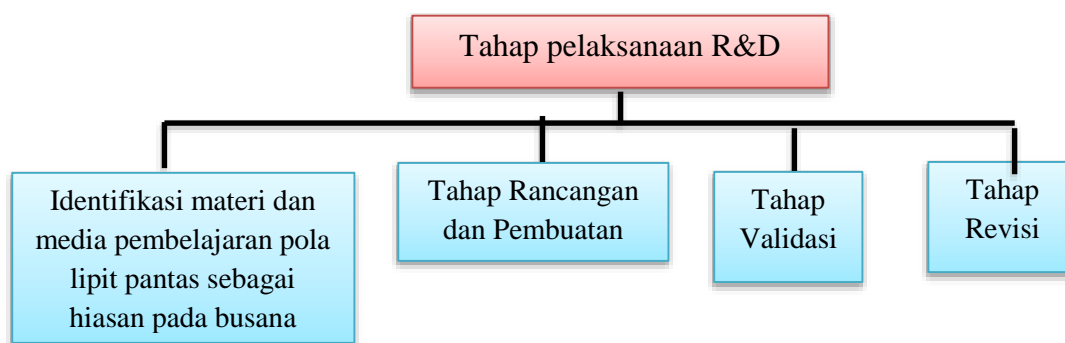 Tahap pelaksanaan R&D
Identifikasi materi dan
media pembelajaran pola
lipit pantas sebagai
hiasan pada busana
Tahap Rancangan
dan Pembuatan
Tahap
Validasi
Tahap
Revisi